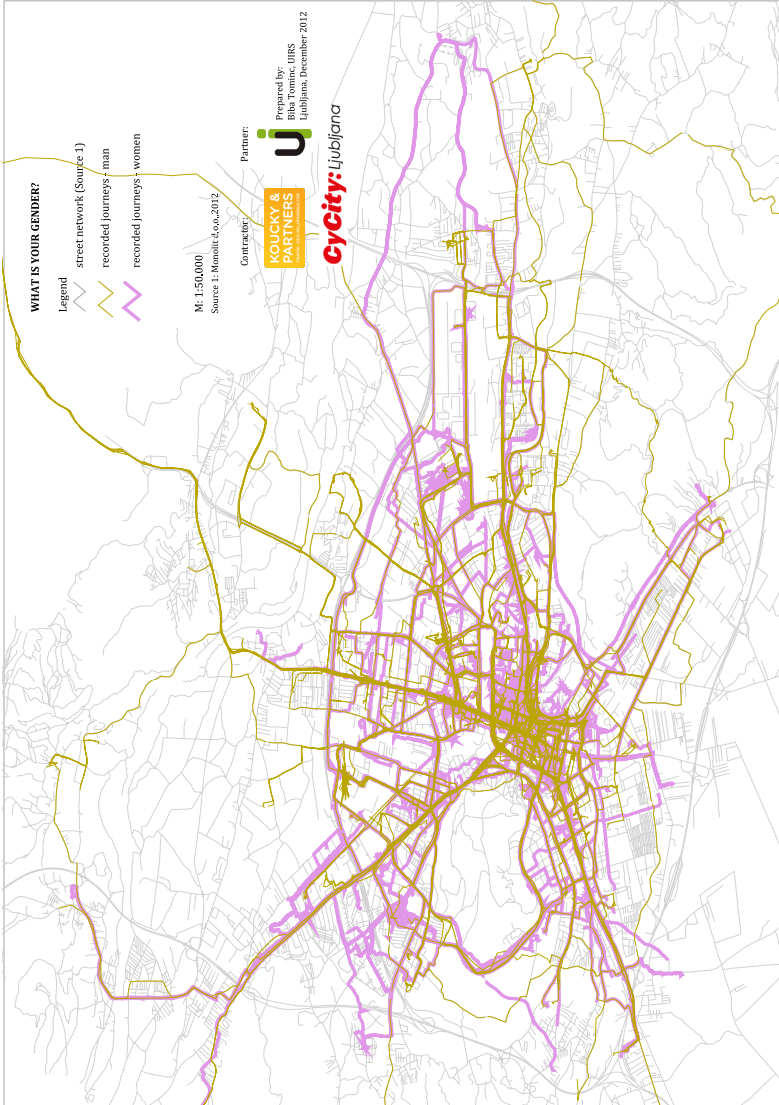 WHAT IS YOUR GENDER?
Legend
street network (Source 1)
recorded journeys - man
recorded journeys - women
M: 1:50.000
Source 1: Monolit d.o.o.,2012
Contractor:
KOUCKY &
PARTNERS
Partner:
Prepared by:
Biba Tominc, UIRS
Ljubljana, December 2012
CyCity: Ljubljana